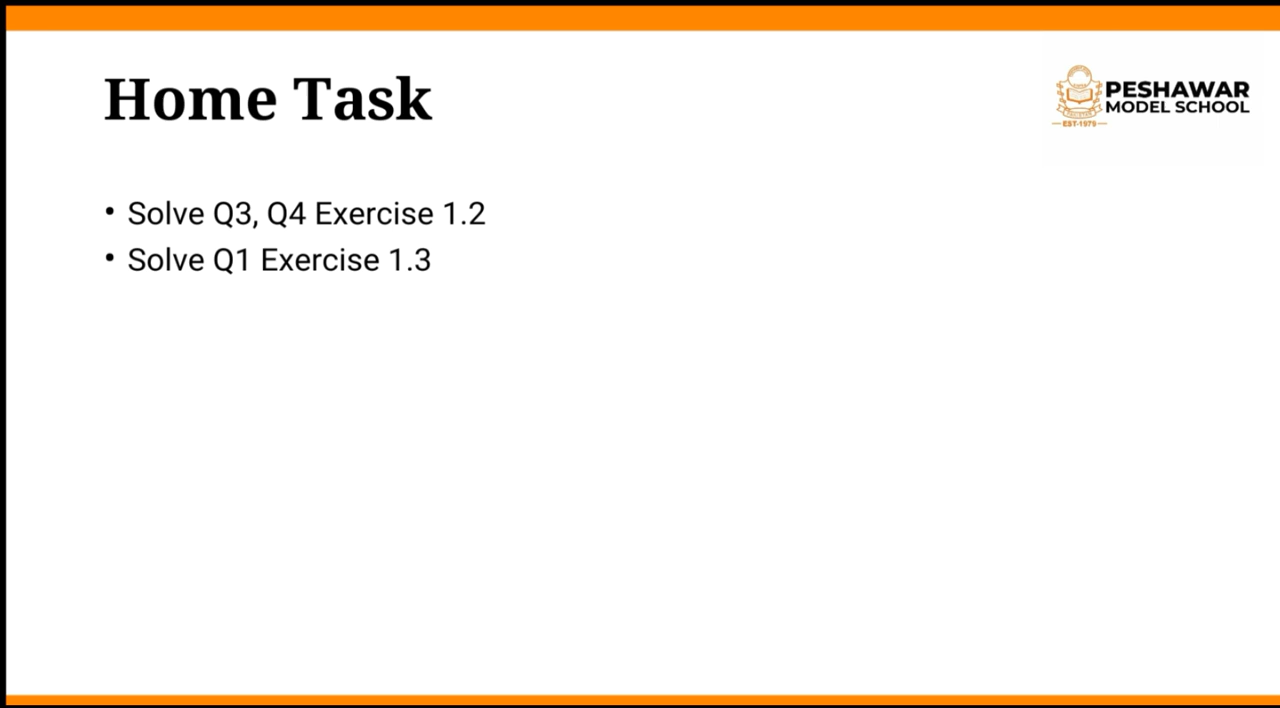 Home Task
PESHAWAR
MODEL SCHOOL
EST-1979
• Solve Q3, Q4 Exercise 1.2
• Solve Q1 Exercise 1.3